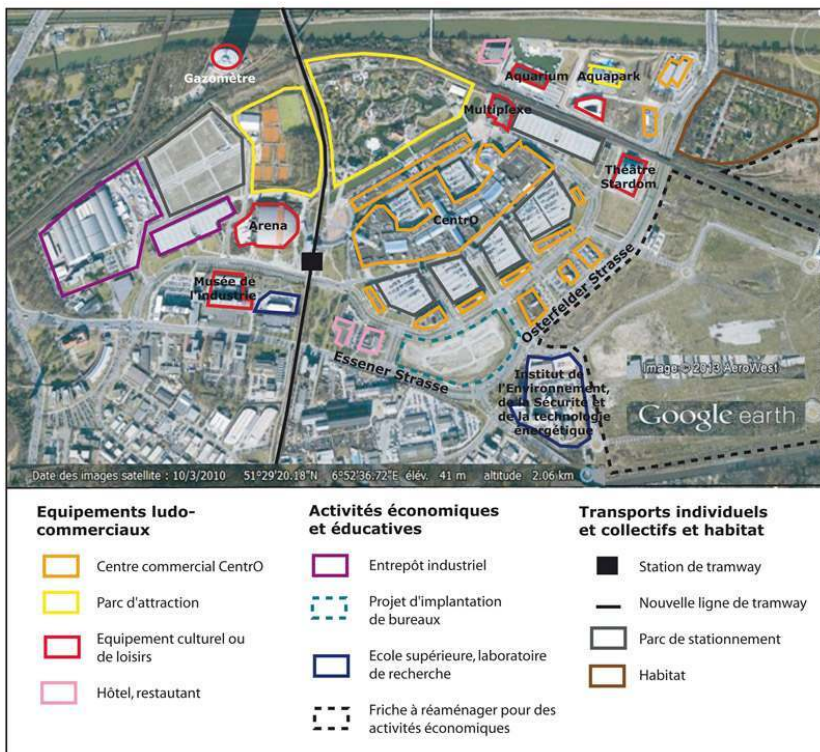 Gazomètre
Aquarium
Aquapark
Multiplexe
Théatre
Stardom
Arena
CentrO
Musée de
l'industrie
Osterfelder Strasse
Essener Strasse
Institut de
l'Environnement,
de la Sécurité et
de la technologie
énergétique
Image © 2013 AeroWest
Google earth
Date des images satellite : 10/3/2010 51°29'20.18"N 6°52'36.72"E élév. 41 m altitude 2.06 km
Equipements ludo-
commerciaux
Centre commercial CentrO
Parc d'attraction
Equipement culturel ou
de loisirs
Hôtel, restautant
Activités économiques
et éducatives
Entrepôt industriel
Projet d'implantation
de bureaux
Ecole supérieure, laboratoire
de recherche
Friche à réaménager pour des
activités économiques
Transports individuels
et collectifs et habitat
Station de tramway
Nouvelle ligne de tramway
Parc de stationnement
Habitat